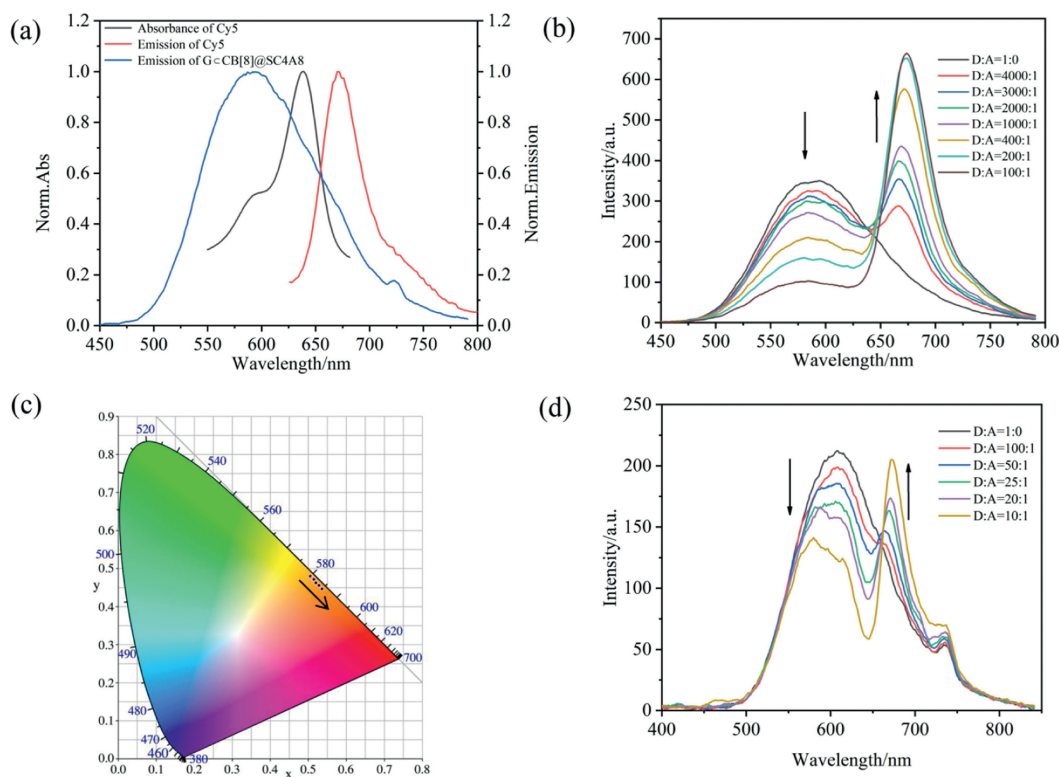 (a)
Absorbance of Cy5
Emission of Cy5
Emission of G⊂CB[8]@SC4A8
Norm.Abs
1.0
0.8
0.6
0.4
0.2
0.0
1.0
0.8
0.6
0.4
0.2
0.0
Norm.Emission
450 500 550 600 650 700 750 800
Wavelength/nm
(b)
Intensity/a.u.
700
650
600
550
500
450
400
350
300
250
200
150
100
50
0
D:A=1:0
D:A=4000:1
D:A=3000:1
D:A=2000:1
D:A=1000:1
D:A=400:1
D:A=200:1
D:A=100:1
450 500 550 600 650 700 750 800
Wavelength/nm
(c)
0.9
0.8
0.7
0.6
0.5
0.4
0.3
0.2
0.1
0.0
y
520
540
560
580
600
620
700
500
490
480
470
460
380
0.0 0.1 0.2 0.3 0.4 0.5 0.6 0.7 0.8
x
(d)
Intensity/a.u.
250
200
150
100
50
0
D:A=1:0
D:A=100:1
D:A=50:1
D:A=25:1
D:A=20:1
D:A=10:1
400 500 600 700 800
Wavelength/nm